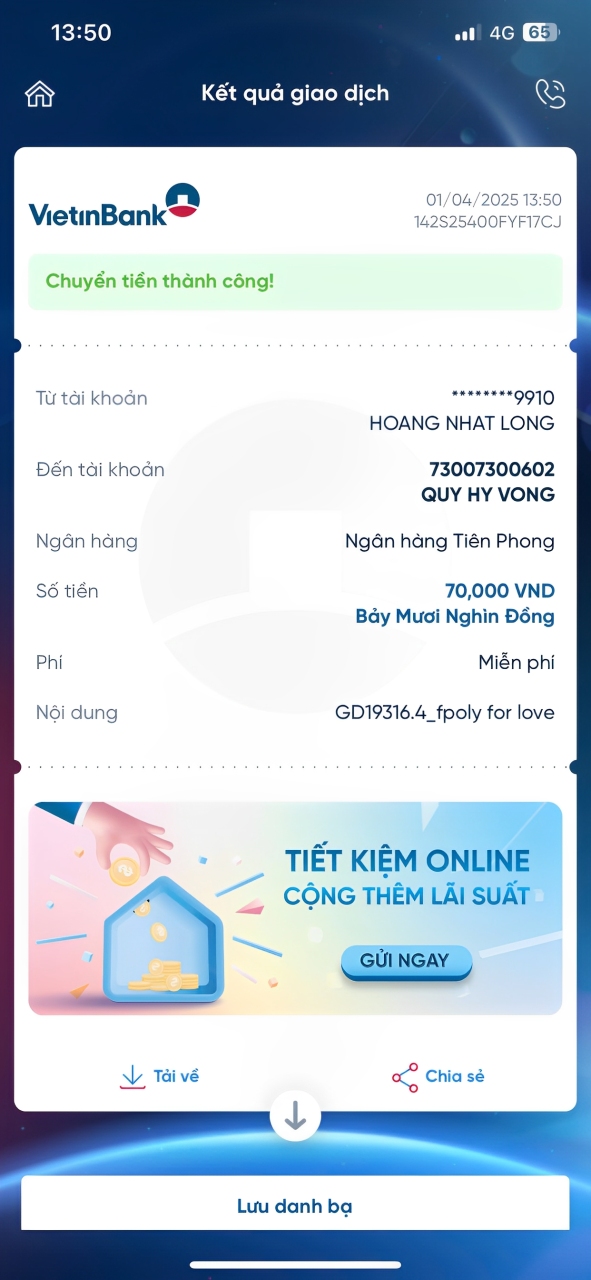 13:50
4G 65
Kết quả giao dịch
VietinBank
01/04/2025 13:50
142S25400FYF17CJ
Chuyển tiền thành công!
Từ tài khoản
********9910
HOANG NHAT LONG
Đến tài khoản
73007300602
QUY HY VONG
Ngân hàng
Ngân hàng Tiên Phong
Số tiền
70,000 VND
Bảy Mươi Nghìn Đồng
Phí
Miễn phí
Nội dung
GD19316.4_fpoly for love
TIẾT KIỆM ONLINE
CỘNG THÊM LÃI SUẤT
GỬI NGAY
Tải về
Chia sẻ
Lưu danh bạ